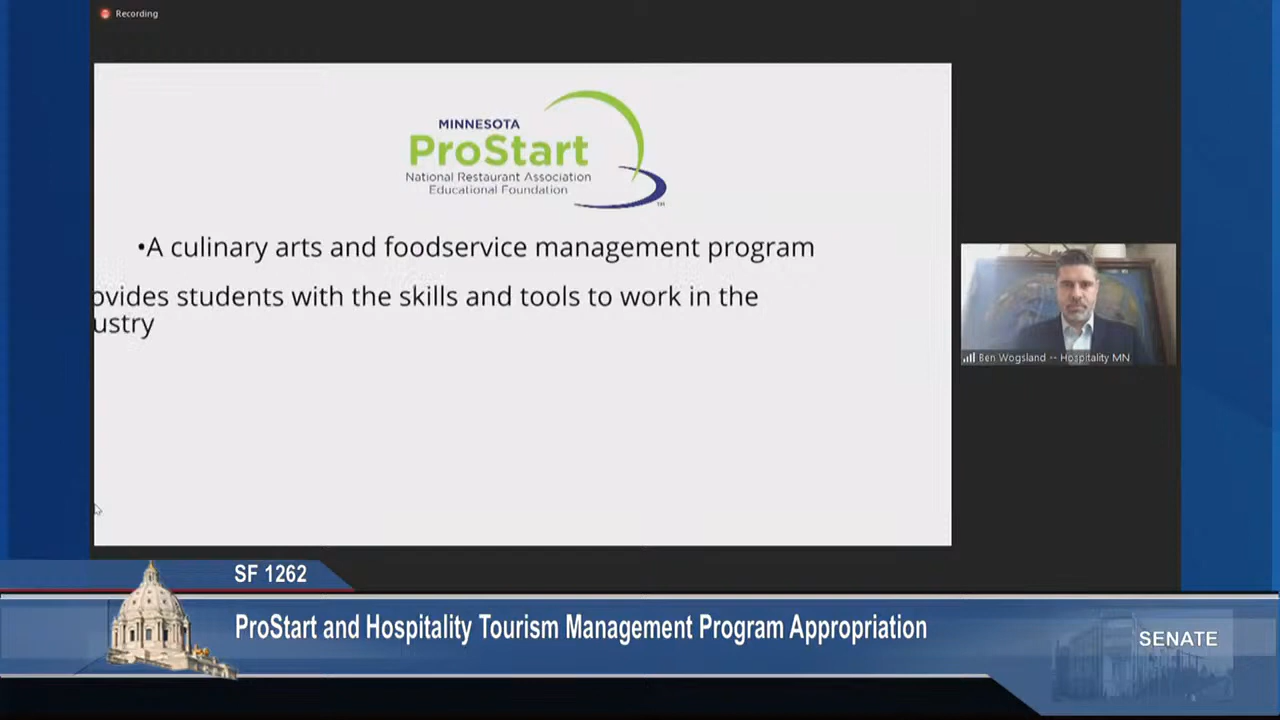 Recording
MINNESOTA
ProStart
National Restaurant Association
Educational Foundation
TM
•A culinary arts and foodservice management program
ovides students with the skills and tools to work in the
ustry
Ben Wogsland -- Hospitality MN
SF 1262
ProStart and Hospitality Tourism Management Program Appropriation
SENATE